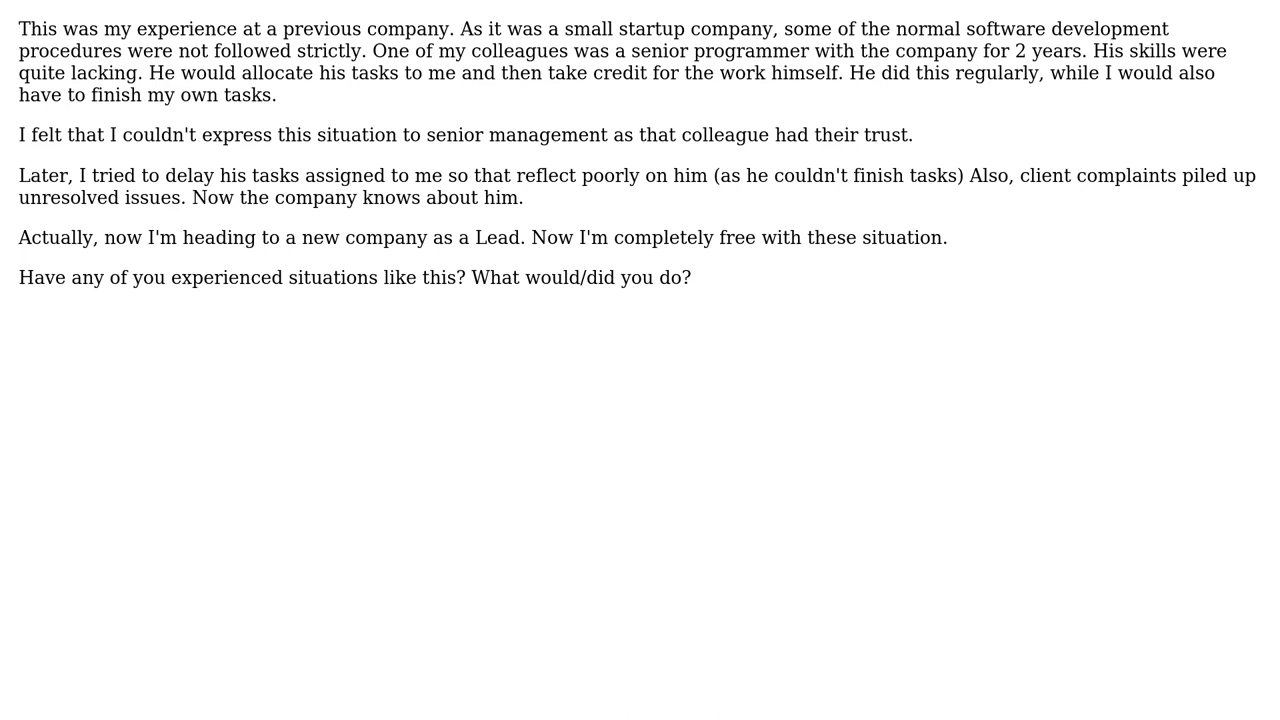 This was my experience at a previous company. As it was a small startup company, some of the normal software development
procedures were not followed strictly. One of my colleagues was a senior programmer with the company for 2 years. His skills were
quite lacking. He would allocate his tasks to me and then take credit for the work himself. He did this regularly, while I would also
have to finish my own tasks.
I felt that I couldn't express this situation to senior management as that colleague had their trust.
Later, I tried to delay his tasks assigned to me so that reflect poorly on him (as he couldn't finish tasks) Also, client complaints piled up
unresolved issues. Now the company knows about him.
Actually, now I'm heading to a new company as a Lead. Now I'm completely free with these situation.
Have any of you experienced situations like this? What would/did you do?